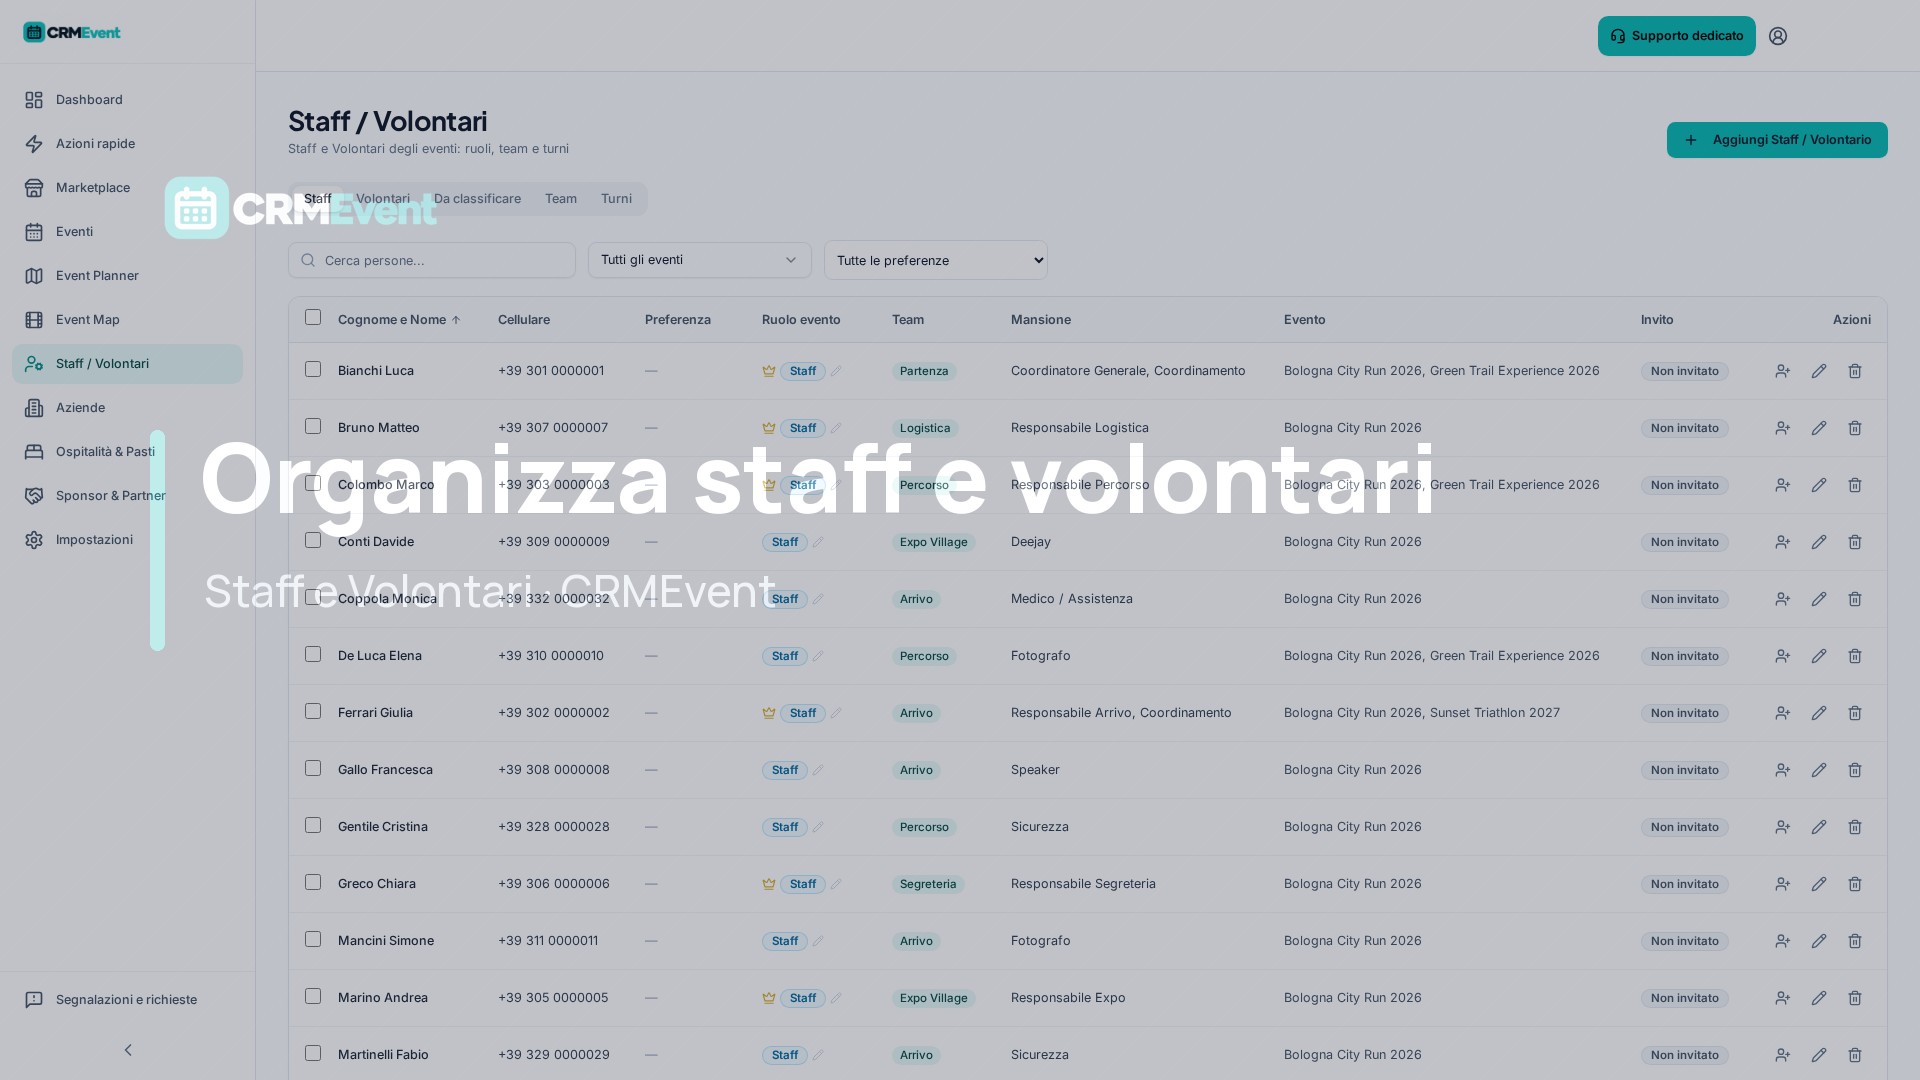 CRMEvent
Supporto dedicato
Dashboard
Azioni rapide
Marketplace
Eventi
Event Planner
Event Map
Staff / Volontari
Aziende
Ospitalità & Pasti
Sponsor & Partner
Impostazioni
Segnalazioni e richieste
Staff / Volontari
Staff e Volontari degli eventi: ruoli, team e turni
Aggiungi Staff / Volontario
Staff Volontari Da classificare Team Turni
CRMEvent
Cerca persone... Tutti gli eventi Tutte le preferenze
Cognome e Nome Cellulare Preferenza Ruolo evento Team Mansione Evento Invito Azioni
Bianchi Luca +39 301 0000001 — Staff Partenza Coordinatore Generale, Coordinamento Bologna City Run 2026, Green Trail Experience 2026 Non invitato
Bruno Matteo +39 307 0000007 — Staff Logistica Responsabile Logistica Bologna City Run 2026 Non invitato
Organizza staff e volontari
Colombo Marco +39 303 0000003 — Staff Percorso Responsabile Percorso Bologna City Run 2026, Green Trail Experience 2026 Non invitato
Conti Davide +39 309 0000009 — Staff Expo Village Deejay Bologna City Run 2026 Non invitato
Staff e Volontari · CRMEvent
Coppola Monica +39 332 0000032 — Staff Arrivo Medico / Assistenza Bologna City Run 2026 Non invitato
De Luca Elena +39 310 0000010 — Staff Percorso Fotografo Bologna City Run 2026, Green Trail Experience 2026 Non invitato
Ferrari Giulia +39 302 0000002 — Staff Arrivo Responsabile Arrivo, Coordinamento Bologna City Run 2026, Sunset Triathlon 2027 Non invitato
Gallo Francesca +39 308 0000008 — Staff Arrivo Speaker Bologna City Run 2026 Non invitato
Gentile Cristina +39 328 0000028 — Staff Percorso Sicurezza Bologna City Run 2026 Non invitato
Greco Chiara +39 306 0000006 — Staff Segreteria Responsabile Segreteria Bologna City Run 2026 Non invitato
Mancini Simone +39 311 0000011 — Staff Arrivo Fotografo Bologna City Run 2026 Non invitato
Marino Andrea +39 305 0000005 — Staff Expo Village Responsabile Expo Bologna City Run 2026 Non invitato
Martinelli Fabio +39 329 0000029 — Staff Arrivo Sicurezza Bologna City Run 2026 Non invitato